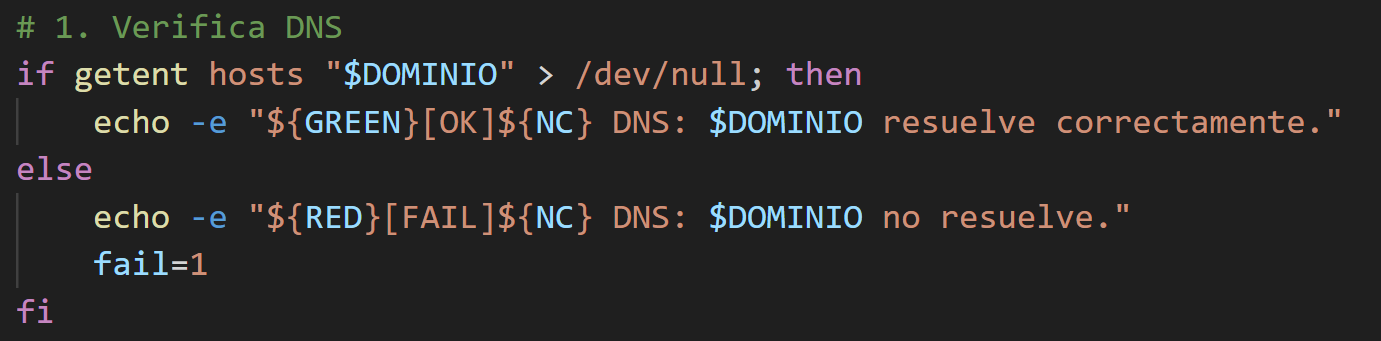 # 1. Verifica DNS
if getent hosts "$DOMINIO" > /dev/null; then
    echo -e "${GREEN}[OK]${NC} DNS: $DOMINIO resuelve correctamente."
else
    echo -e "${RED}[FAIL]${NC} DNS: $DOMINIO no resuelve."
    fail=1
fi